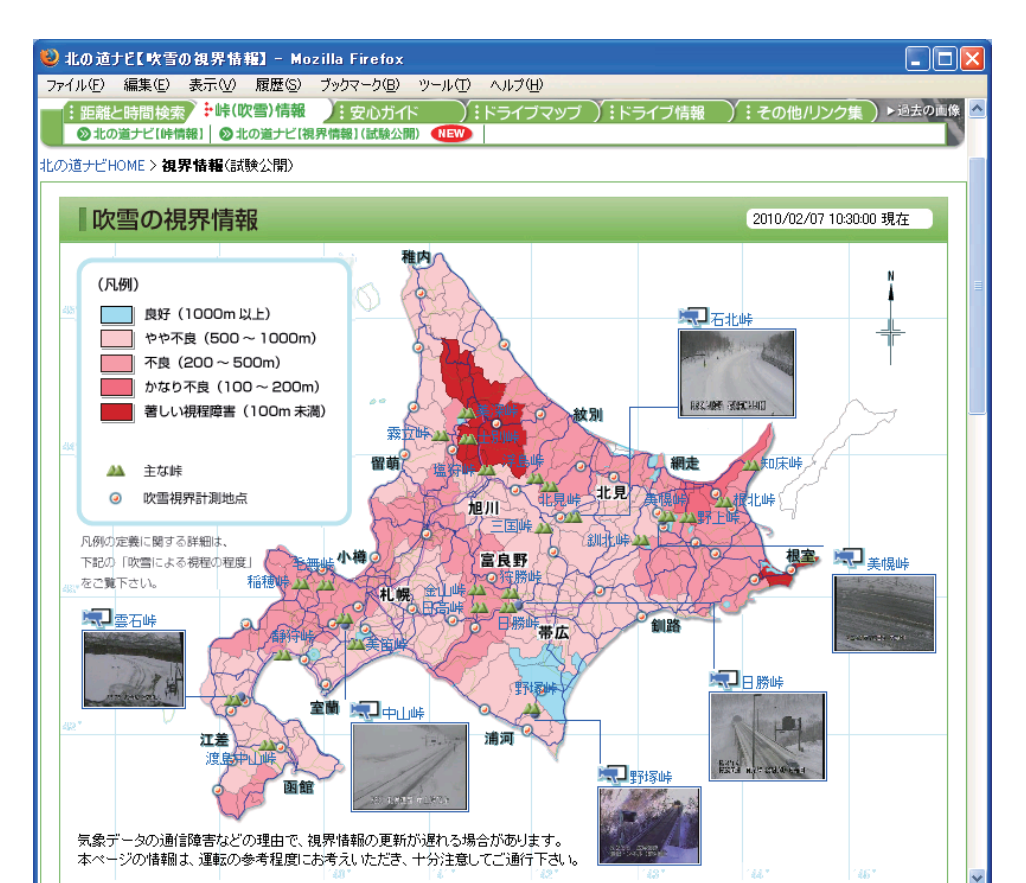 北の道ナビ【吹雪の視界情報】 - Mozilla Firefox
ファイル(F) 編集(E) 表示(V) 履歴(S) ブックマーク(B) ツール(T) ヘルプ(H)
距離と時間検索 峠(吹雪)情報 安心ガイド ドライブマップ ドライブ情報 その他/リンク集 ▶過去の画像
北の道ナビ【峠情報】 北の道ナビ【視界情報】(試験公開) NEW
北の道ナビHOME > 視界情報(試験公開)
吹雪の視界情報
2010/02/07 10:30:00 現在
(凡例)
良好(1000m 以上)
やや不良(500 ~ 1000m)
不良(200 ~ 500m)
かなり不良(100 ~ 200m)
著しい視程障害(100m 未満)
主な峠
吹雪視界計測地点
凡例の定義に関する詳細は、
下記の「吹雪による視程の程度」
をご覧下さい。
稚内
N
石北峠
紋別
霧立峠
留萌
塩狩峠
網走
知床峠
北見峠
北見
美幌峠
根北峠
旭川
三国峠
野上峠
釧北峠
小樽
富良野
根室
美幌峠
稲穂峠
狩勝峠
札幌
金山峠
日高峠
日勝峠
帯広
釧路
雲石峠
静狩峠
美笛峠
日勝峠
野塚峠
室蘭
中山峠
江差
浦河
渡島中山峠
函館
野塚峠
気象データの通信障害などの理由で、視界情報の更新が遅れる場合があります。
本ページの情報は、運転の参考程度にお考えいただき、十分注意してご通行下さい。